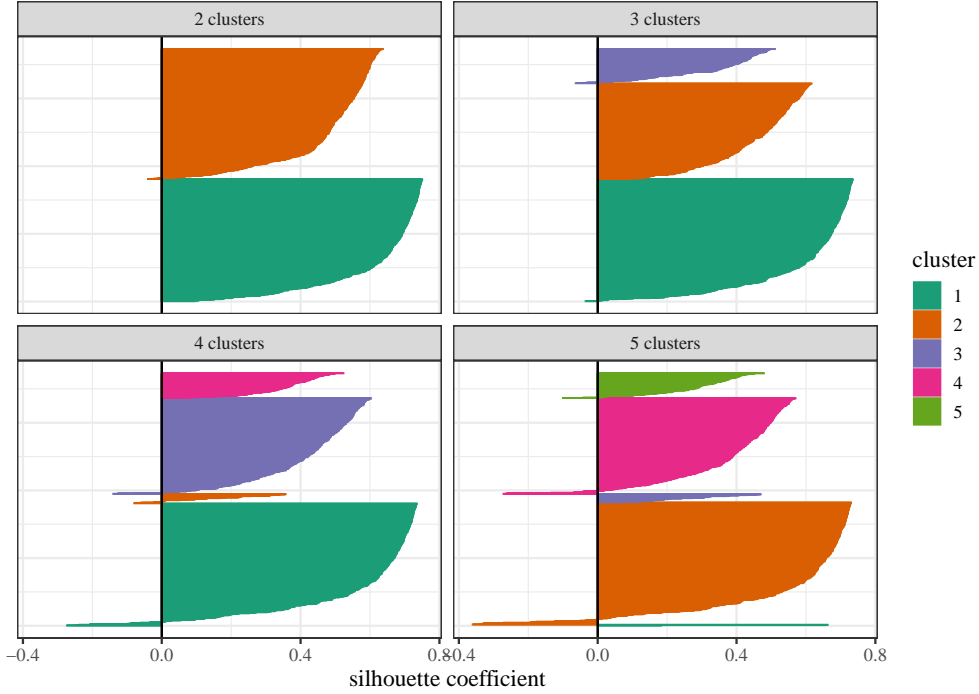 2 clusters
3 clusters
4 clusters
5 clusters
−0.4 0.0 0.4 0.8
−0.4 0.0 0.4 0.8
silhouette coefficient
cluster
1
2
3
4
5